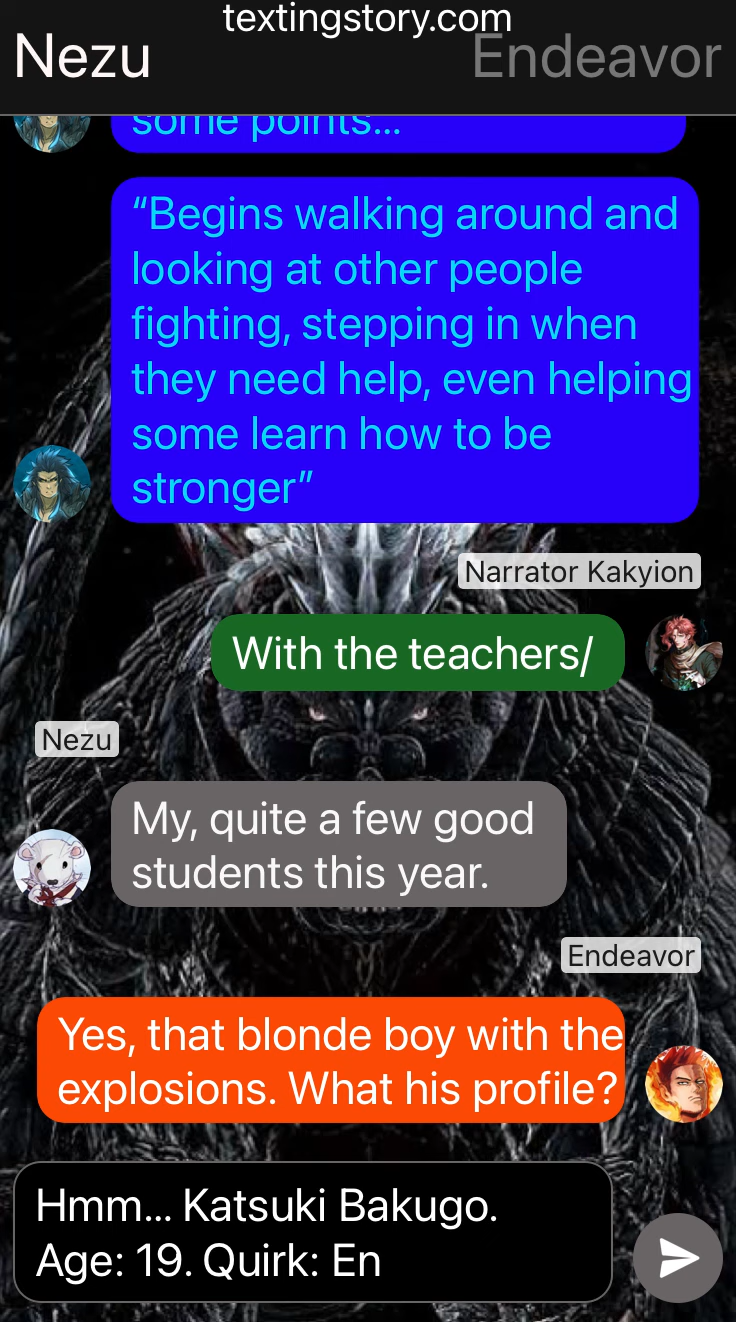 textingstory.com
Nezu
Endeavor
some points...
“Begins walking around and
looking at other people
fighting, stepping in when
they need help, even helping
some learn how to be
stronger”
Narrator Kakyion
With the teachers/
Nezu
My, quite a few good
students this year.
Endeavor
Yes, that blonde boy with the
explosions. What his profile?
Hmm... Katsuki Bakugo.
Age: 19. Quirk: En